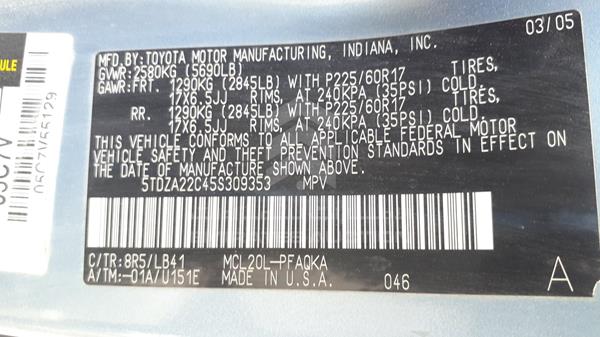 03/05
MFD.BY:TOYOTA MOTOR MANUFACTURING, INDIANA, INC.
GVWR:2580KG (5690LB)
GAWR:FRT. 1290KG (2845LB) WITH P225/60R17 TIRES,
17X6.5JJ RIMS, AT 240KPA (35PSI) COLD.
RR. 1290KG (2845LB) WITH P225/60R17 TIRES,
17X6.5JJ RIMS, AT 240KPA (35PSI) COLD.
THIS VEHICLE CONFORMS TO ALL APPLICABLE FEDERAL MOTOR
VEHICLE SAFETY AND THEFT PREVENTION STANDARDS IN EFFECT ON
THE DATE OF MANUFACTURE SHOWN ABOVE.
5TDZA22C45S309353 MPV
C/TR:8R5/LB41 MCL20L-PFAQKA
A/TM:-01A/U151E MADE IN U.S.A. 046 A
05C7V55129